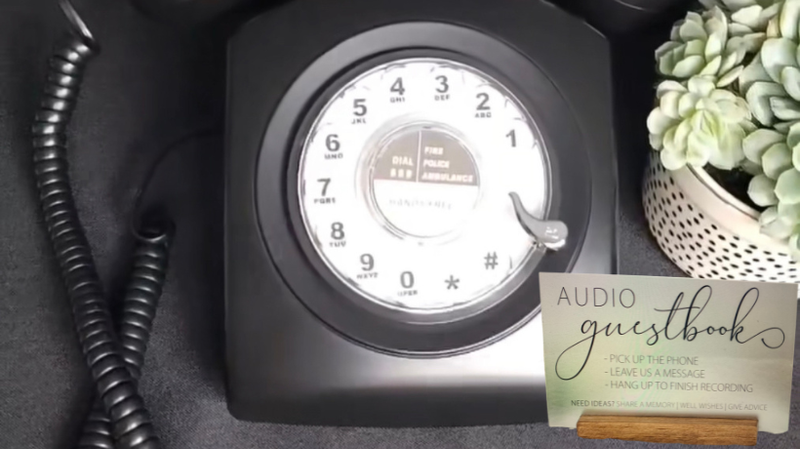 4
GHI
3
DEF
2
ABC
1
5
JKL
6
MNO
7
PQRS
8
TUV
9
WXYZ
0
OPER
*
#
DIAL
FIRE
POLICE
AMBULANCE
HANDS FREE
AUDIO
guestbook
- PICK UP THE PHONE
- LEAVE US A MESSAGE
- HANG UP TO FINISH RECORDING
NEED IDEAS? SHARE A MEMORY | WELL WISHES | GIVE ADVICE